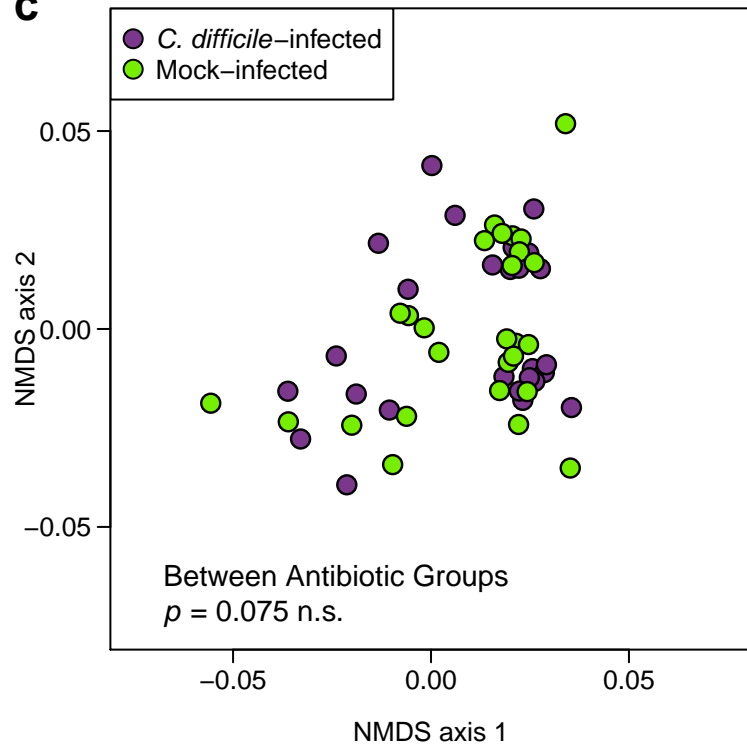 c
C. difficile−infected
Mock−infected
0.05
0.00
−0.05
NMDS axis 2
Between Antibiotic Groups
p = 0.075 n.s.
−0.05 0.00 0.05
NMDS axis 1